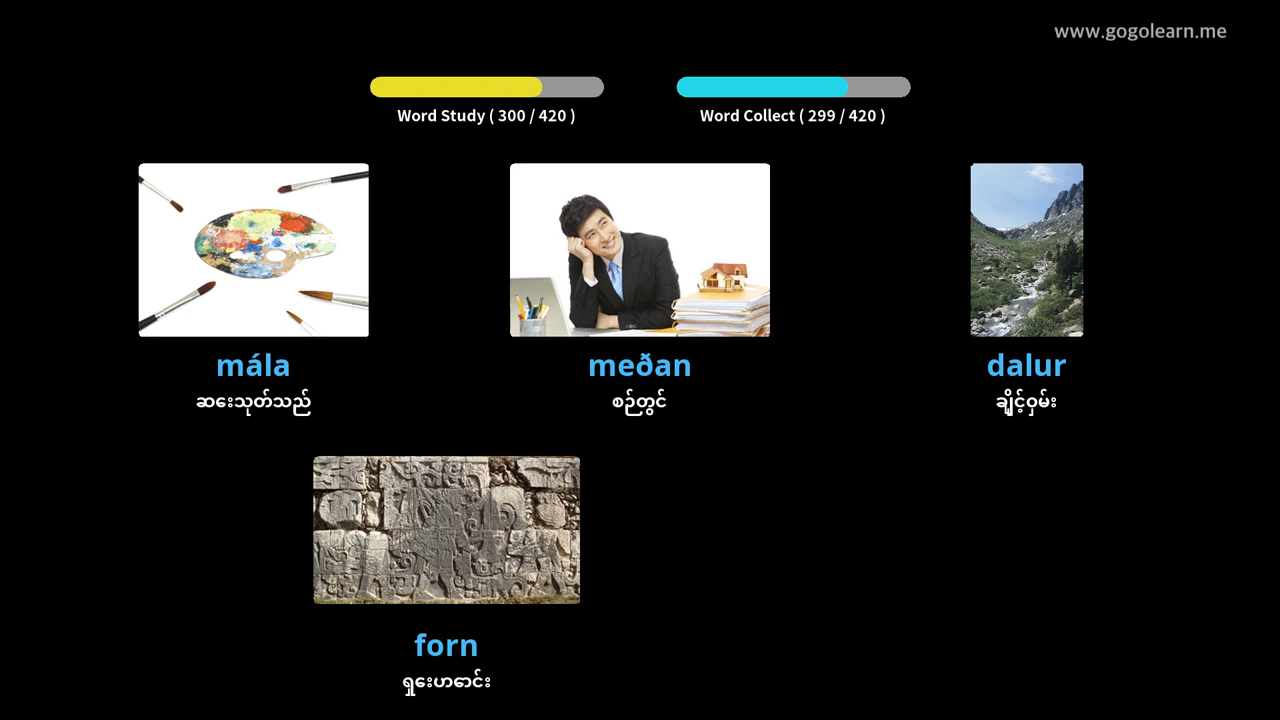 www.gogolearn.me
Word Study ( 300 / 420 )
Word Collect ( 299 / 420 )
mála
ဆေးသုတ်သည်
meðan
စဉ်တွင်
dalur
ချိုင့်ဝှမ်း
forn
ရှေးဟောင်း